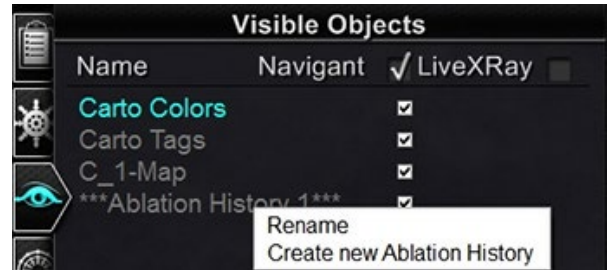 Visible Objects
Name Navigant LiveXRay
Carto Colors
Carto Tags
C_1-Map
***Ablation History 1***
Rename
Create new Ablation History